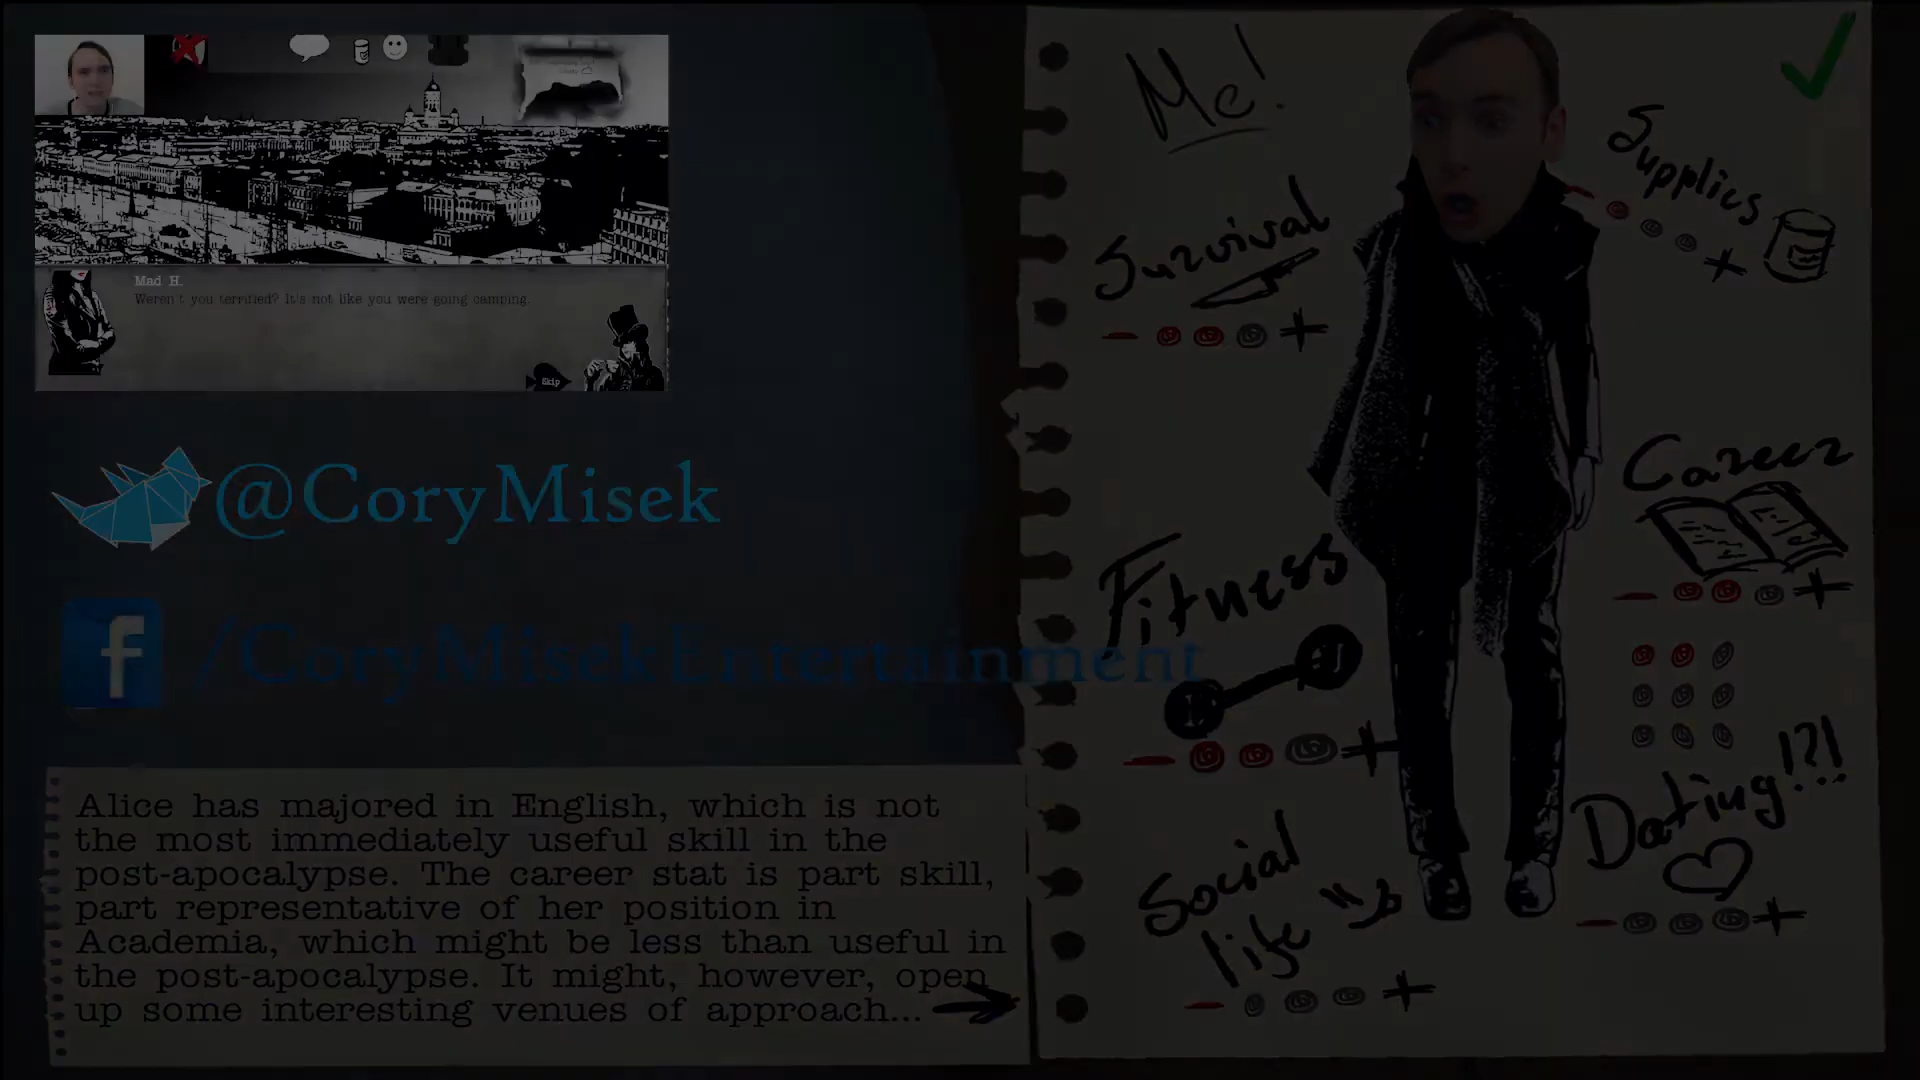 Mad H.
Weren't you terrified? It's not like you were going camping.
Skip
@CoryMisek
f /CoryMisekEntertainment
Alice has majored in English, which is not
the most immediately useful skill in the
post-apocalypse. The career stat is part skill,
part representative of her position in
Academia, which might be less than useful in
the post-apocalypse. It might, however, open
up some interesting venues of approach...
Me!
Supplies
Survival
Career
Fitness
Dating!?!
Social
life